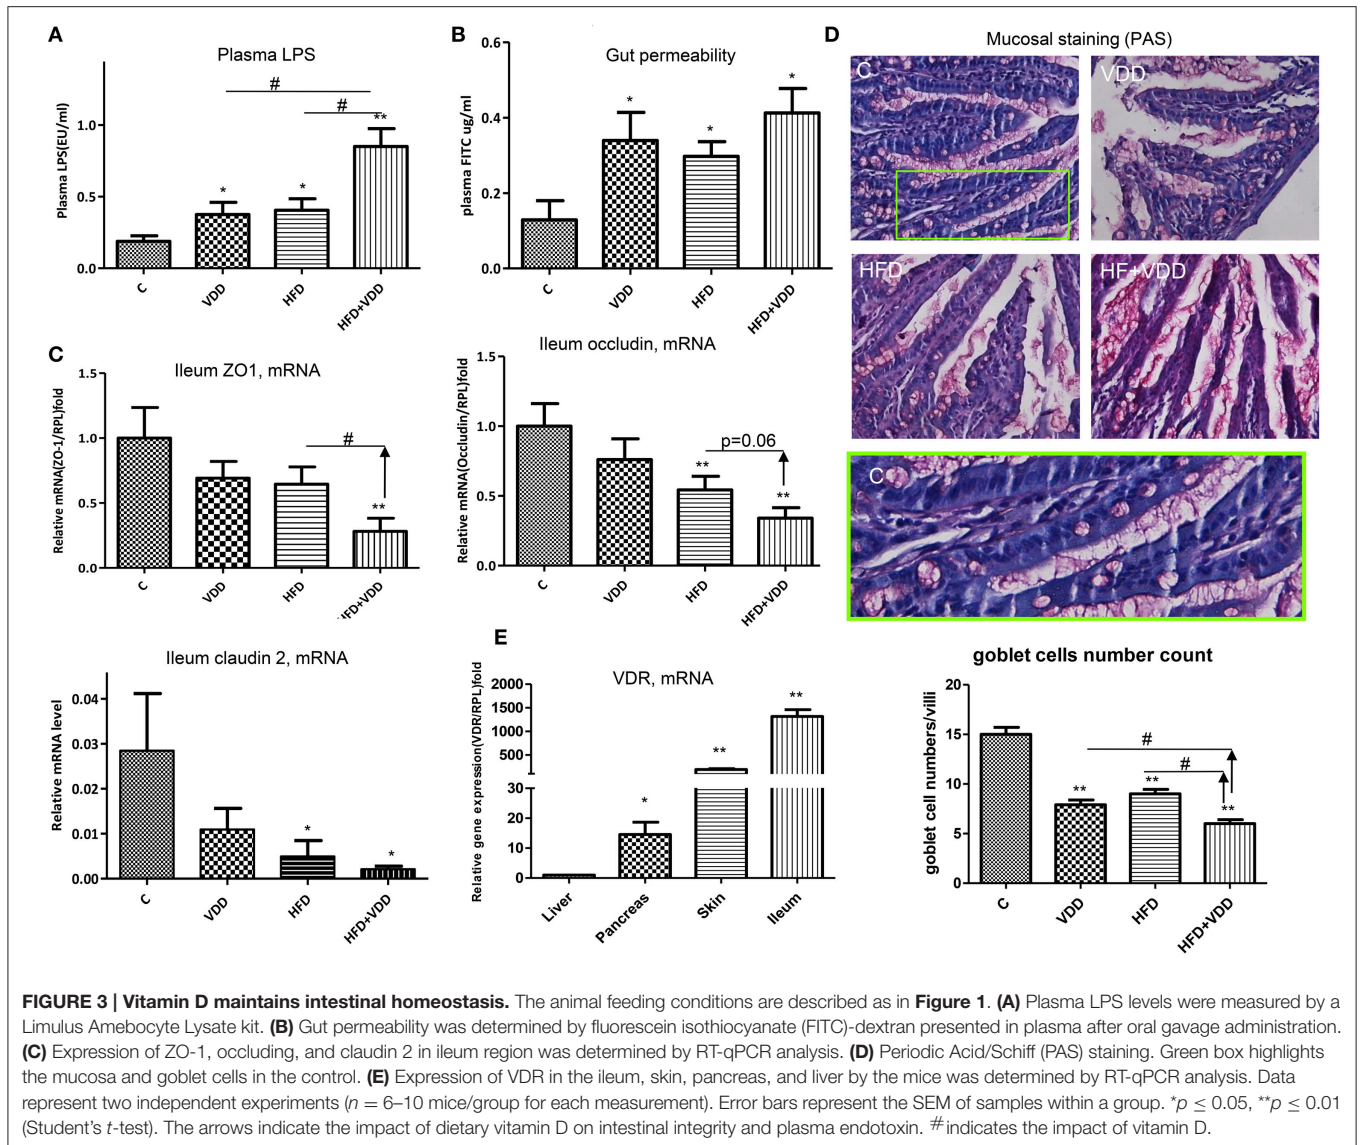 A
Plasma LPS
#
#
**
*
*
Plasma LPS(EU/ml)
1.0
0.5
0.0
C
VDD
HFD
HFD+VDD
B
Gut permeability
*
*
*
plasma FITC ug/ml
0.6
0.4
0.2
0.0
C
VDD
HFD
HFD+VDD
C
Ileum ZO1, mRNA
#
**
Relative mRNA(ZO-1/RPL)fold
1.5
1.0
0.5
0.0
C
VDD
HFD
HFD+VDD
Ileum occludin, mRNA
p=0.06
**
**
Relative mRNA(Occludin/RPL)fold
1.5
1.0
0.5
0.0
C
VDD
HFD
HFD+VDD
Ileum claudin 2, mRNA
*
*
Relative mRNA level
0.04
0.03
0.02
0.01
0.00
C
VDD
HFD
HFD+VDD
D
Mucosal staining (PAS)
C
VDD
HFD
HF+VDD
C
goblet cells number count
#
#
**
**
**
goblet cell numbers/villi
20
15
10
5
0
C
VDD
HFD
HFD+VDD
E
VDR, mRNA
**
**
*
Relative gene expression(VDR/RPL)fold
2000
1500
1000
500
30
20
10
0
Liver
Pancreas
Skin
Ileum
FIGURE 3 | Vitamin D maintains intestinal homeostasis. The animal feeding conditions are described as in Figure 1. (A) Plasma LPS levels were measured by a
Limulus Amebocyte Lysate kit. (B) Gut permeability was determined by fluorescein isothiocyanate (FITC)-dextran presented in plasma after oral gavage administration.
(C) Expression of ZO-1, occluding, and claudin 2 in ileum region was determined by RT-qPCR analysis. (D) Periodic Acid/Schiff (PAS) staining. Green box highlights
the mucosa and goblet cells in the control. (E) Expression of VDR in the ileum, skin, pancreas, and liver by the mice was determined by RT-qPCR analysis. Data
represent two independent experiments (n = 6–10 mice/group for each measurement). Error bars represent the SEM of samples within a group. *p ≤ 0.05, **p ≤ 0.01
(Student's t-test). The arrows indicate the impact of dietary vitamin D on intestinal integrity and plasma endotoxin. #indicates the impact of vitamin D.